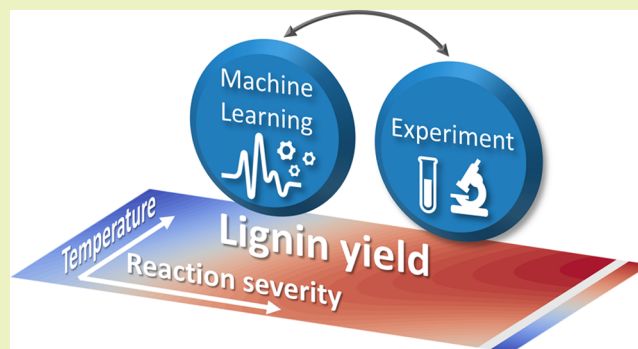 Machine
Learning
Experiment
Temperature
Lignin yield
Reaction severity